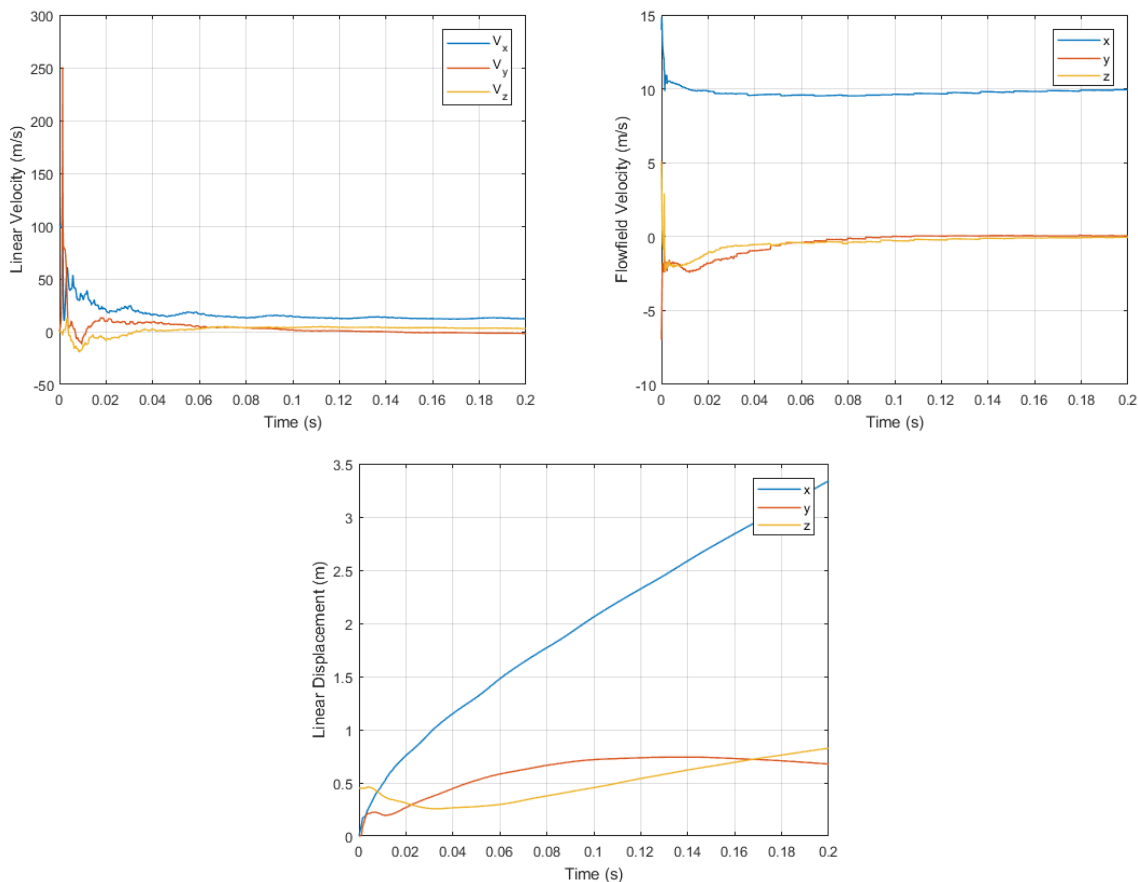 Linear Velocity (m/s)
300
250
200
150
100
50
0
-50
V_x
V_y
V_z
0 0.02 0.04 0.06 0.08 0.1 0.12 0.14 0.16 0.18 0.2
Time (s)
Flowfield Velocity (m/s)
15
10
5
0
-5
-10
x
y
z
0 0.02 0.04 0.06 0.08 0.1 0.12 0.14 0.16 0.18 0.2
Time (s)
Linear Displacement (m)
3.5
3
2.5
2
1.5
1
0.5
0
x
y
z
0 0.02 0.04 0.06 0.08 0.1 0.12 0.14 0.16 0.18 0.2
Time (s)